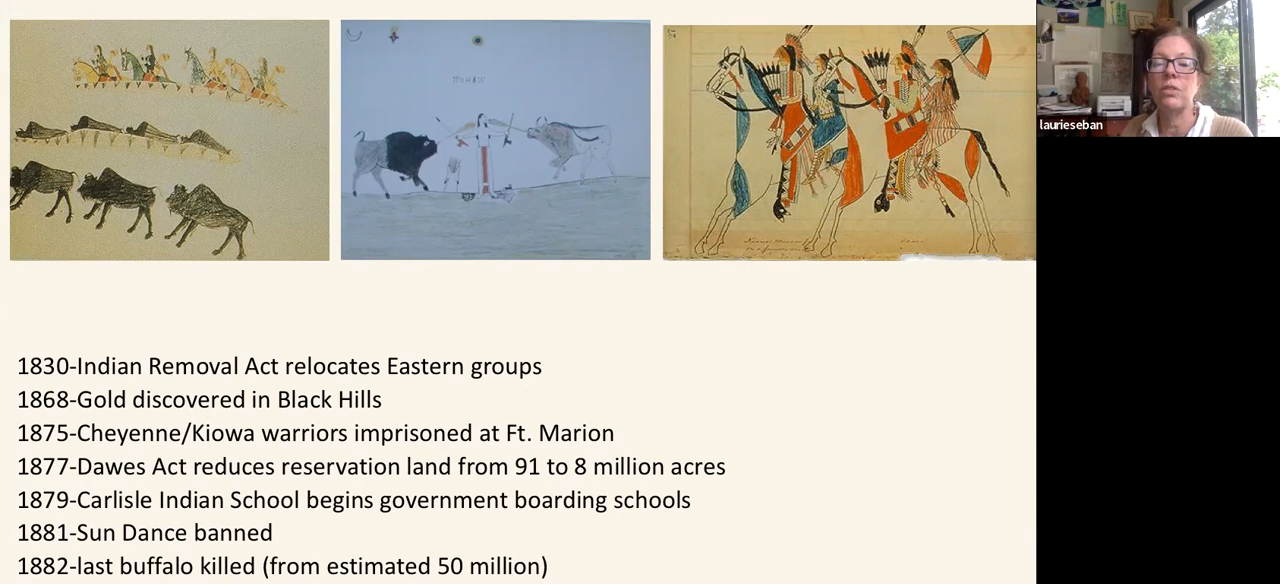 laurieseban
1830-Indian Removal Act relocates Eastern groups
1868-Gold discovered in Black Hills
1875-Cheyenne/Kiowa warriors imprisoned at Ft. Marion
1877-Dawes Act reduces reservation land from 91 to 8 million acres
1879-Carlisle Indian School begins government boarding schools
1881-Sun Dance banned
1882-last buffalo killed (from estimated 50 million)